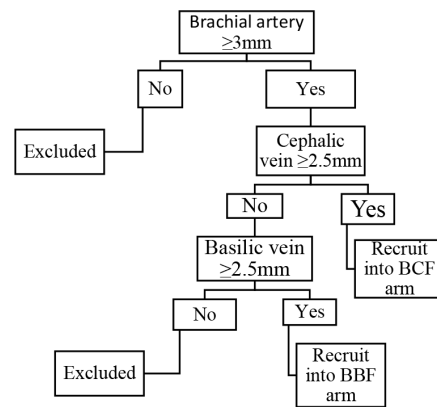 Brachial artery
≥3mm
No
Yes
Excluded
Cephalic
vein ≥2.5mm
No
Yes
Basilic vein
≥2.5mm
Recruit
into BCF
arm
No
Yes
Excluded
Recruit
into BBF
arm